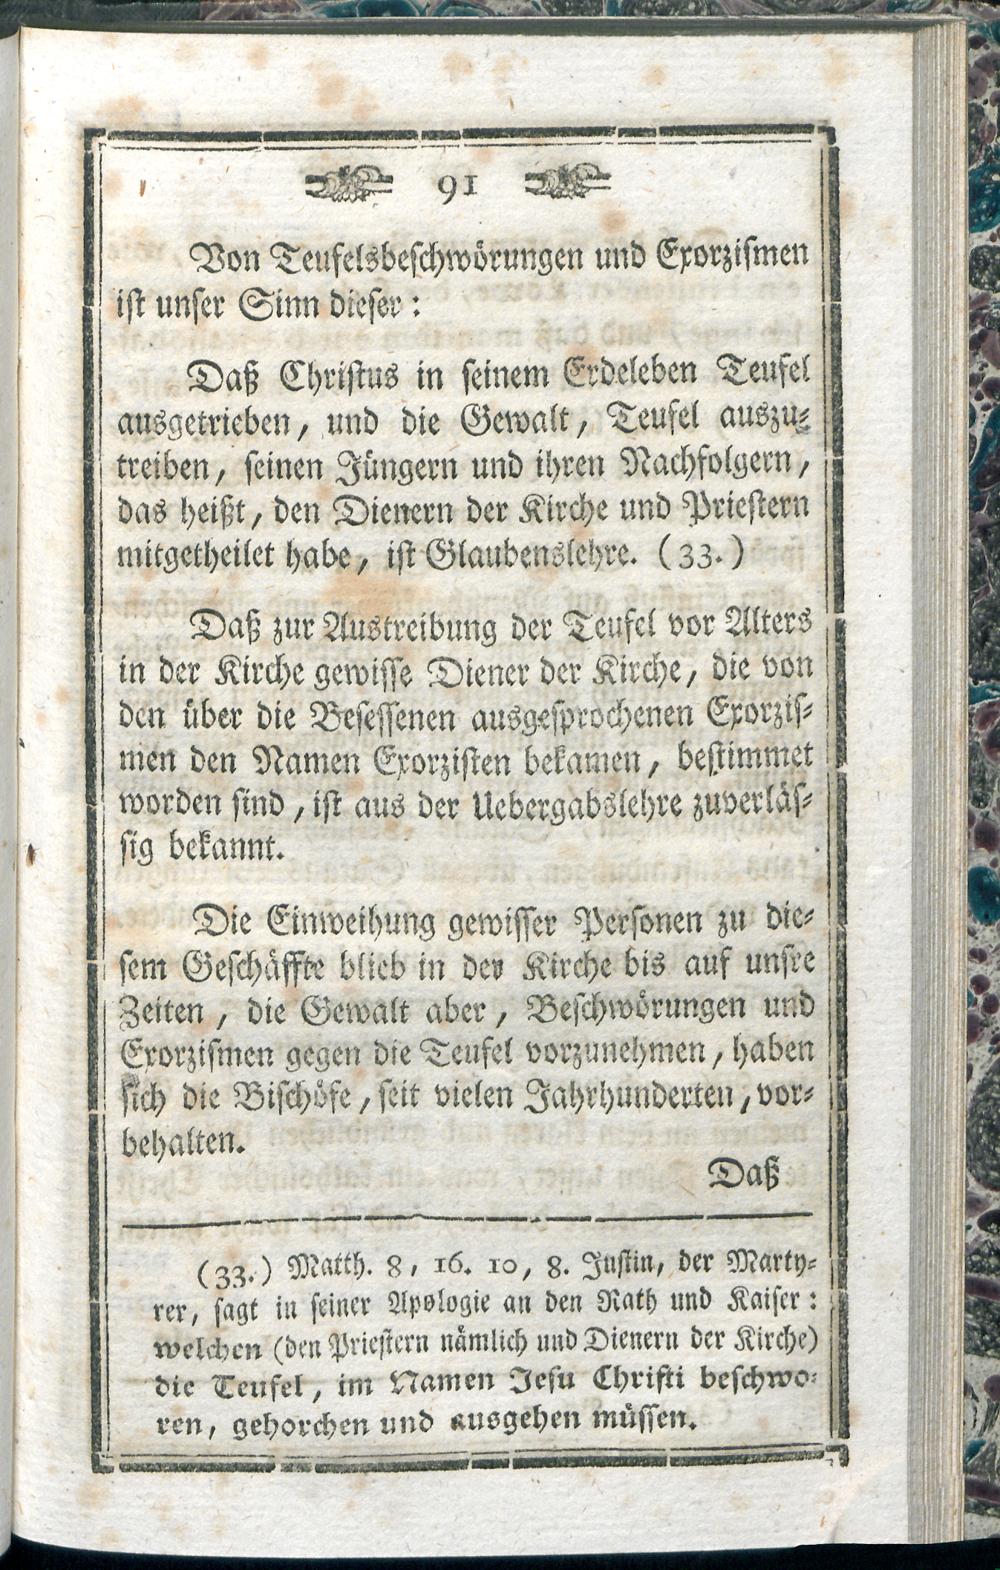 91
Von Teufelsbeschwörungen und Exorzismen
ist unser Sinn dieser:
Daß Christus in seinem Erdeleben Teufel
ausgetrieben, und die Gewalt, Teufel auszu-
treiben, seinen Jüngern und ihren Nachfolgern,
das heißt, den Dienern der Kirche und Priestern
mitgetheilet habe, ist Glaubenslehre. (33.)
Daß zur Austreibung der Teufel vor Alters
in der Kirche gewisse Diener der Kirche, die von
den über die Besessenen ausgesprochenen Exorzis-
men den Namen Exorzisten bekamen, bestimmet
worden sind, ist aus der Uebergabslehre zuverläs-
sig bekannt.
Die Einweihung gewisser Personen zu die-
sem Geschäffte blieb in der Kirche bis auf unsre
Zeiten, die Gewalt aber, Beschwörungen und
Exorzismen gegen die Teufel vorzunehmen, haben
sich die Bischöfe, seit vielen Jahrhunderten, vor-
behalten.
Daß
(33.) Matth. 8, 16. 10, 8. Justin, der Marty-
rer, sagt in seiner Apologie an den Rath und Kaiser:
welchen (den Priestern nämlich und Dienern der Kirche)
die Teufel, im Namen Jesu Christi beschwo-
ren, gehorchen und ausgehen müssen.